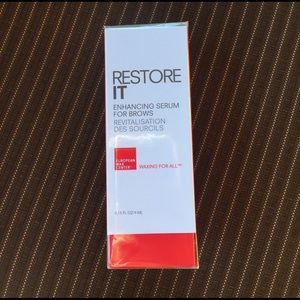 RESTORE
IT
ENHANCING SERUM
FOR BROWS
REVITALISATION
DES SOURCILS
EUROPEAN
WAX
CENTER
WAXING FOR ALL™